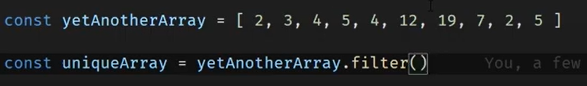 const yetAnotherArray = [ 2, 3, 4, 5, 4, 12, 19, 7, 2, 5 ]
const uniqueArray = yetAnotherArray.filter() You, a few